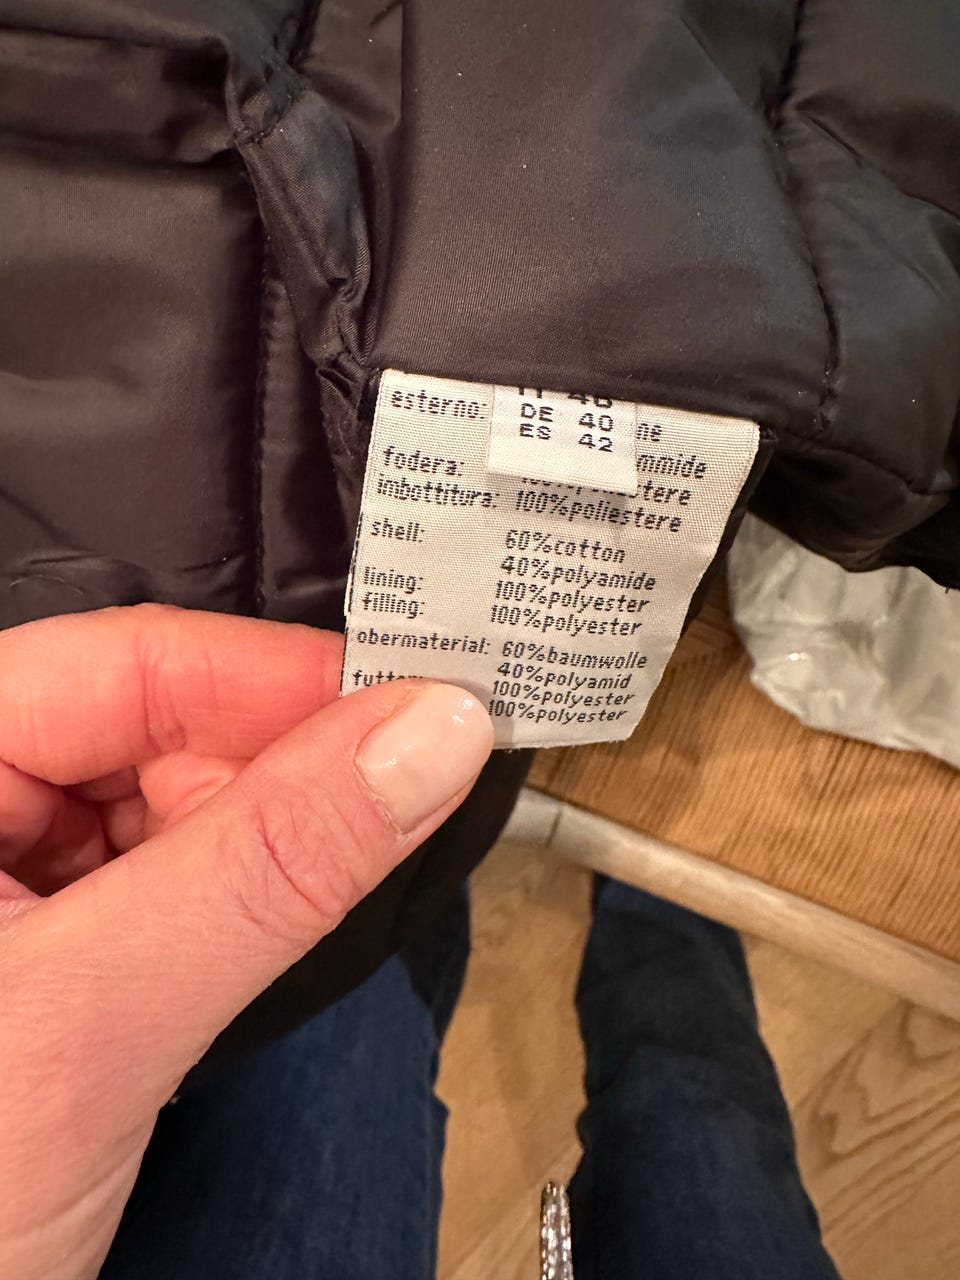 DE 40
ES 42
esterno:
fodera:
imbottitura: 100%poliestere
shell: 60%cotton
40%polyamide
lining: 100%polyester
filling: 100%polyester
obermaterial: 60%baumwolle
40%polyamid
100%polyester
100%polyester